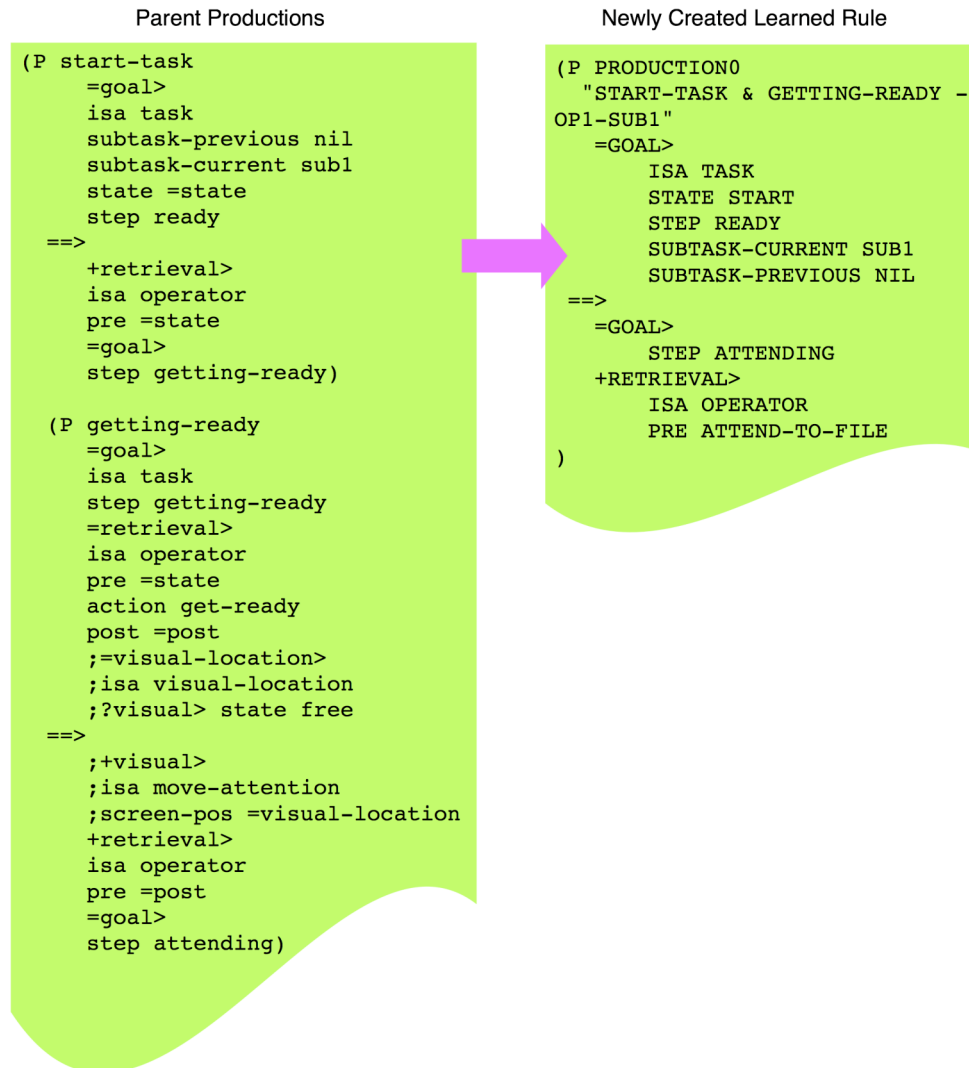 Parent Productions
(P start-task
=goal>
isa task
subtask-previous nil
subtask-current sub1
state =state
step ready
==>
+retrieval>
isa operator
pre =state
=goal>
step getting-ready)
(P getting-ready
=goal>
isa task
step getting-ready
=retrieval>
isa operator
pre =state
action get-ready
post =post
;=visual-location>
;isa visual-location
;?visual> state free
==>
;+visual>
;isa move-attention
;screen-pos =visual-location
+retrieval>
isa operator
pre =post
=goal>
step attending)
Newly Created Learned Rule
(P PRODUCTION0
"START-TASK & GETTING-READY -
OP1-SUB1"
=GOAL>
ISA TASK
STATE START
STEP READY
SUBTASK-CURRENT SUB1
SUBTASK-PREVIOUS NIL
==>
=GOAL>
STEP ATTENDING
+RETRIEVAL>
ISA OPERATOR
PRE ATTEND-TO-FILE
)